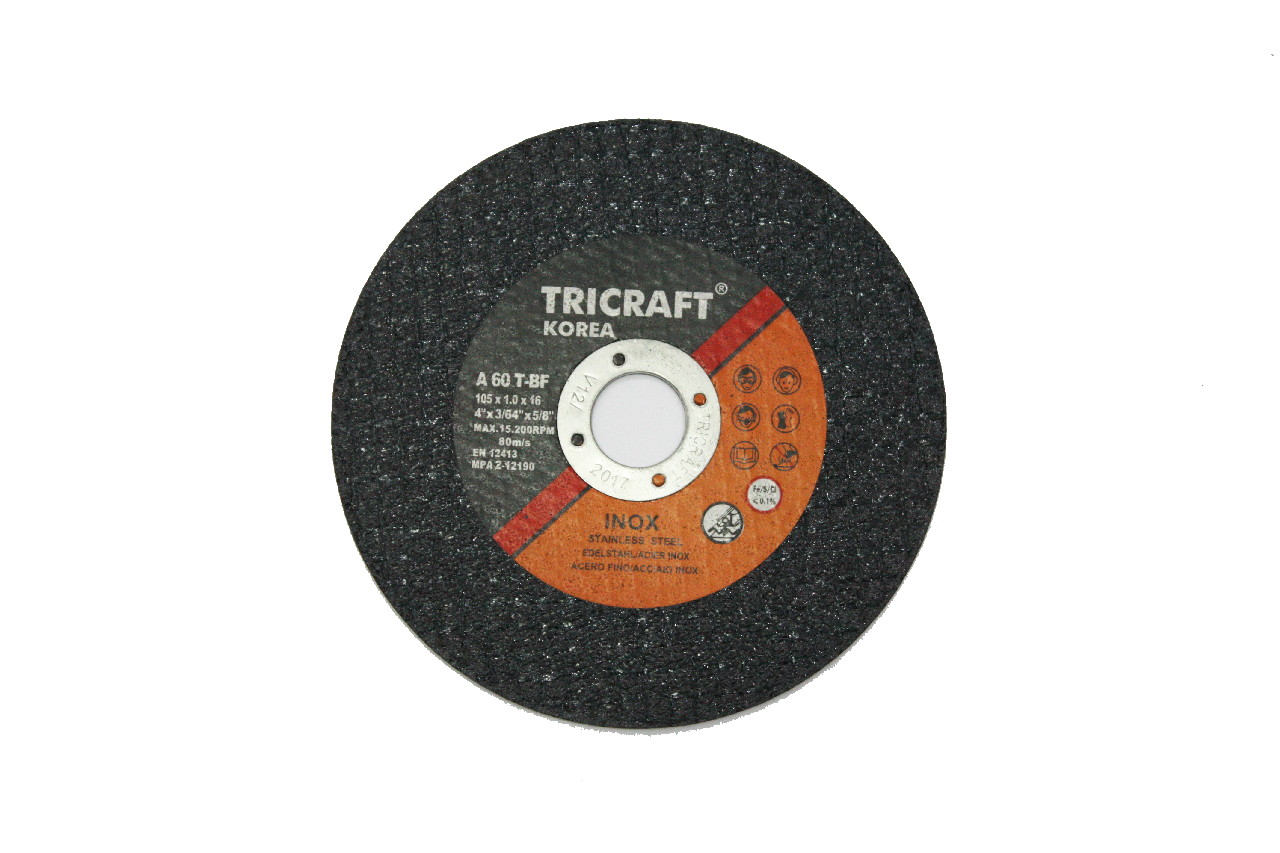 TRICRAFT®
KOREA
A 60 T-BF
105 x 1.0 x 16
4"x 3/64"x 5/8"
MAX.15.200RPM
80m/s
EN 12413
MPA 2-12190
V12/
TRICRAFT
2017
Fe/S/Cl
<0.1%
INOX
STAINLESS STEEL
EDELSTAHL/ADIER INOX
ACERO FINO/ACCIAIO INOX